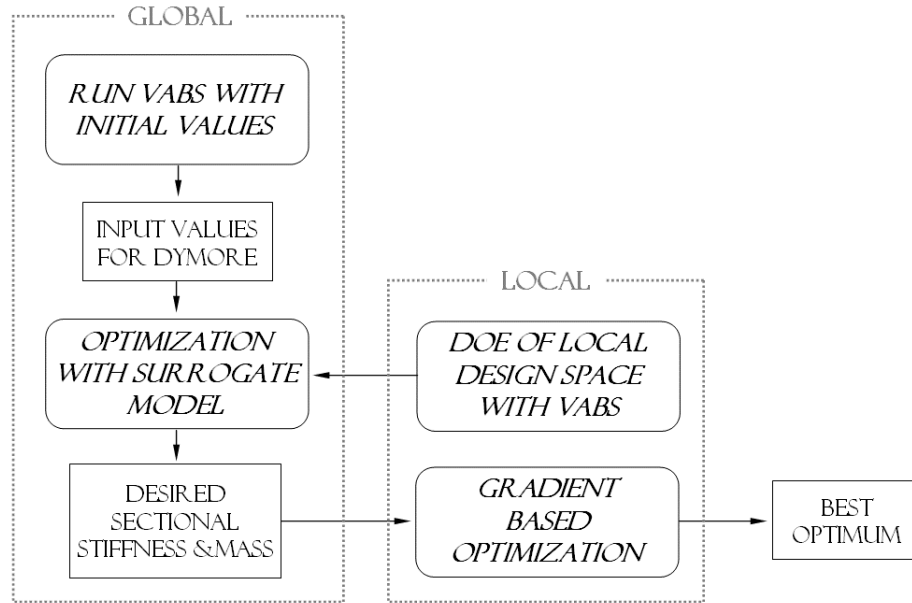 GLOBAL
RUN VABS WITH
INITIAL VALUES
INPUT VALUES
FOR DYMORE
OPTIMIZATION
WITH SURROGATE
MODEL
DESIRED
SECTIONAL
STIFFNESS &MASS
LOCAL
DOE OF LOCAL
DESIGN SPACE
WITH VABS
GRADIENT
BASED
OPTIMIZATION
BEST
OPTIMUM